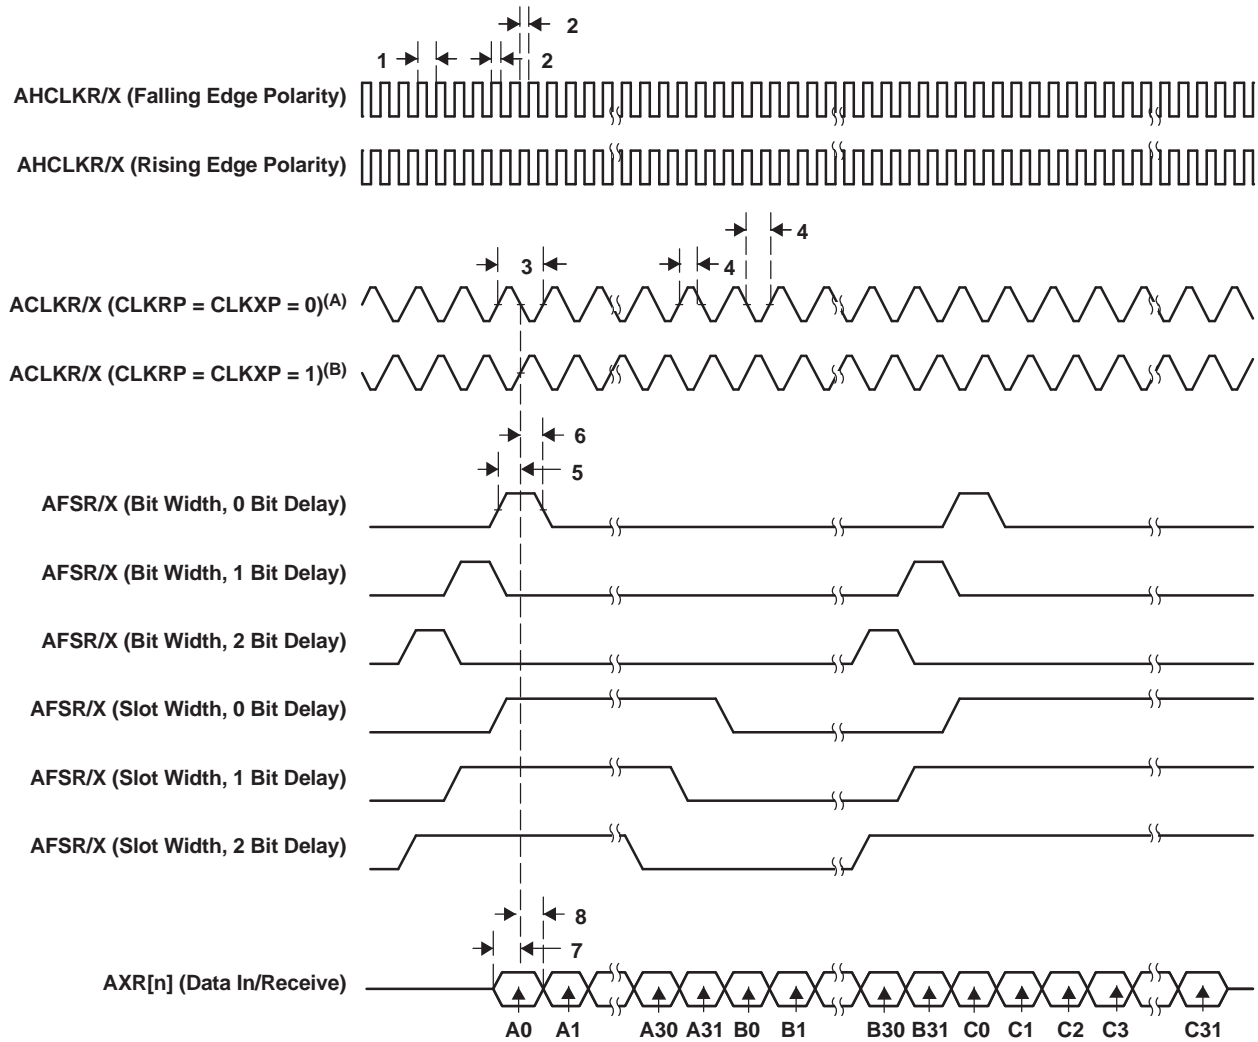 2
1
2
AHCLKR/X (Falling Edge Polarity)
AHCLKR/X (Rising Edge Polarity)
4
3
4
ACLKR/X (CLKRP = CLKXP = 0)(A)
ACLKR/X (CLKRP = CLKXP = 1)(B)
6
5
AFSR/X (Bit Width, 0 Bit Delay)
AFSR/X (Bit Width, 1 Bit Delay)
AFSR/X (Bit Width, 2 Bit Delay)
AFSR/X (Slot Width, 0 Bit Delay)
AFSR/X (Slot Width, 1 Bit Delay)
AFSR/X (Slot Width, 2 Bit Delay)
8
7
AXR[n] (Data In/Receive)
A0 A1 A30 A31 B0 B1 B30 B31 C0 C1 C2 C3 C31